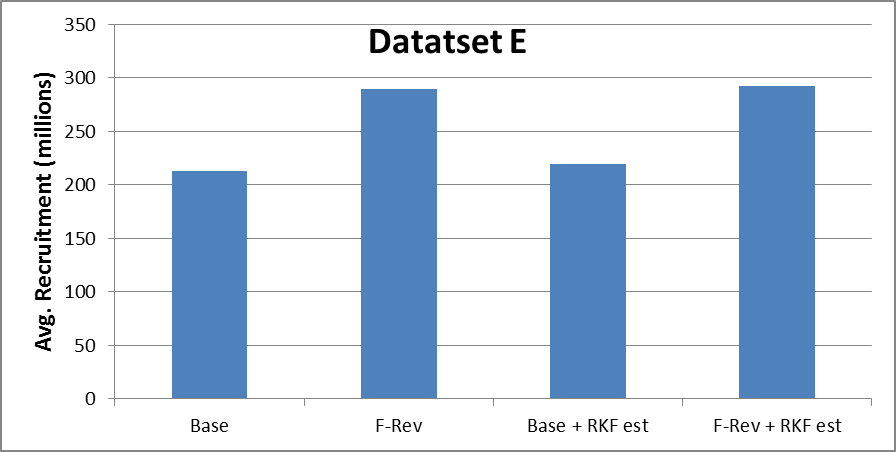 Datatset E
Avg. Recruitment (millions)
350
300
250
200
150
100
50
0
Base
F-Rev
Base + RKF est
F-Rev + RKF est